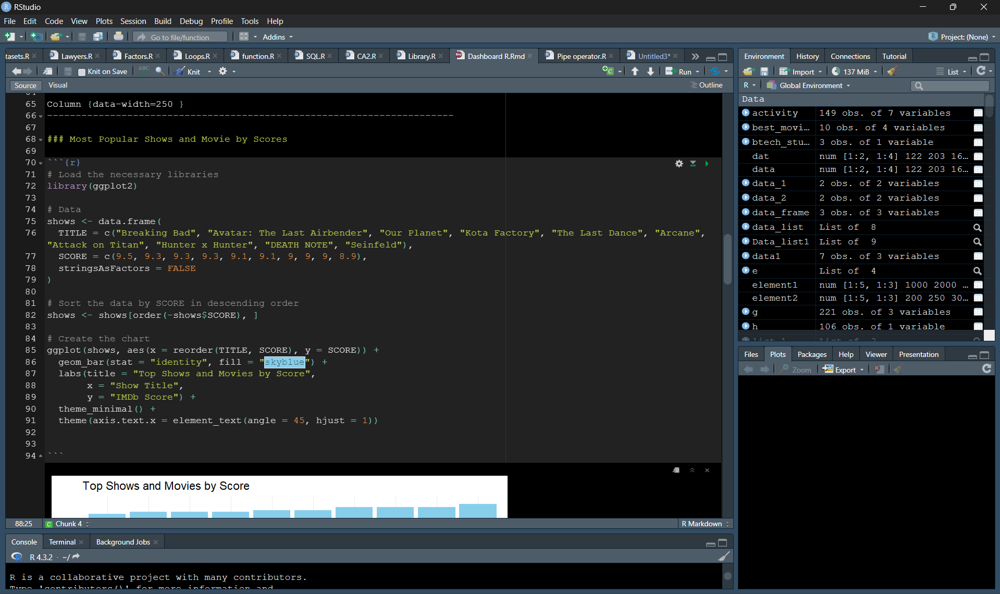 RStudio
File Edit Code View Plots Session Build Debug Profile Tools Help
Go to file/function Addins Project: (None)
tasets.R Lawyers.R Factors.R Loops.R function.R SQL.R CA2.R Library.R Dashboard R.Rmd Pipe operator.R Untitled3*
Knit on Save ABC Knit Run
Source Visual Outline
65 Column {data-width=250 }
66 -----------------------------------------------------------------------
67
68 ### Most Popular Shows and Movie by Scores
69
70 ```{r}
71 # Load the necessary libraries
72 library(ggplot2)
73
74 # Data
75 shows <- data.frame(
76 TITLE = c("Breaking Bad", "Avatar: The Last Airbender", "Our Planet", "Kota Factory", "The Last Dance", "Arcane",
"Attack on Titan", "Hunter x Hunter", "DEATH NOTE", "Seinfeld"),
77 SCORE = c(9.5, 9.3, 9.3, 9.3, 9.1, 9.1, 9, 9, 9, 8.9),
78 stringsAsFactors = FALSE
79 )
80
81 # Sort the data by SCORE in descending order
82 shows <- shows[order(-shows$SCORE), ]
83
84 # Create the chart
85 ggplot(shows, aes(x = reorder(TITLE, SCORE), y = SCORE)) +
86 geom_bar(stat = "identity", fill = "skyblue") +
87 labs(title = "Top Shows and Movies by Score",
88 x = "Show Title",
89 y = "IMDb Score") +
90 theme_minimal() +
91 theme(axis.text.x = element_text(angle = 45, hjust = 1))
92
93
94 ```
Top Shows and Movies by Score
88:25 Chunk 4 R Markdown
Console Terminal Background Jobs
R 4.3.2 · ~/
R is a collaborative project with many contributors.
Type 'contributors()' for more information and
Environment History Connections Tutorial
Import 137 MiB List
R Global Environment
Data
activity 149 obs. of 7 variables
best_movi… 10 obs. of 4 variables
btech_stu… 3 obs. of 1 variable
dat num [1:2, 1:4] 122 203 16…
data num [1:2, 1:4] 122 203 16…
data_1 2 obs. of 2 variables
data_2 2 obs. of 2 variables
data_frame 3 obs. of 3 variables
data_list List of 8
Data_list1 List of 9
data1 7 obs. of 3 variables
e List of 4
element1 num [1:5, 1:3] 1000 2000 …
element2 num [1:5, 1:3] 200 250 30…
g 221 obs. of 3 variables
h 106 obs. of 1 variable
Files Plots Packages Help Viewer Presentation
Zoom Export